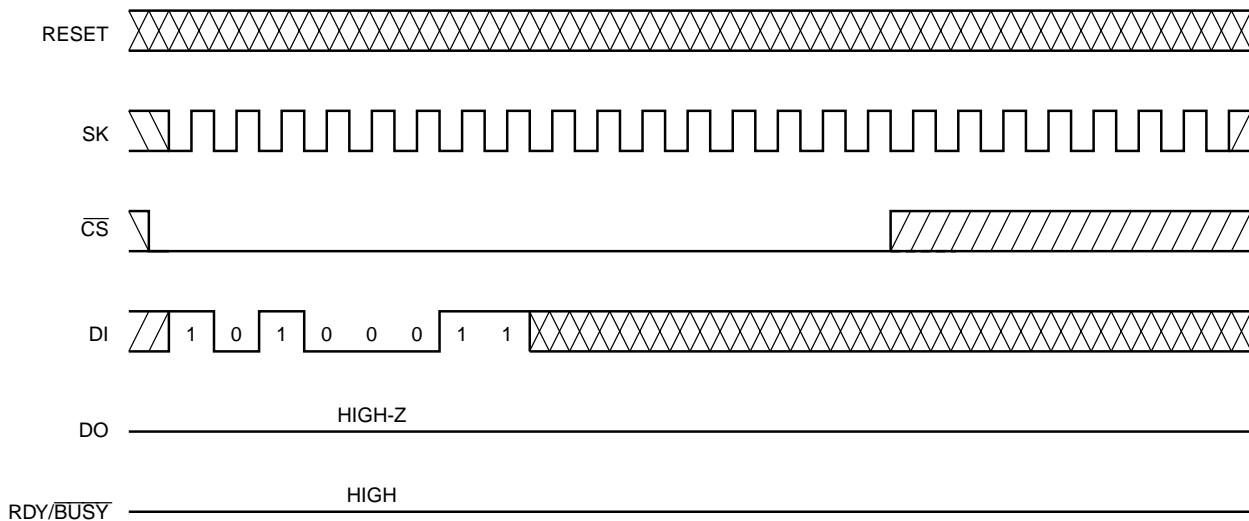 RESET
SK
CS
DI 1 0 1 0 0 0 1 1
DO HIGH-Z
RDY/BUSY HIGH